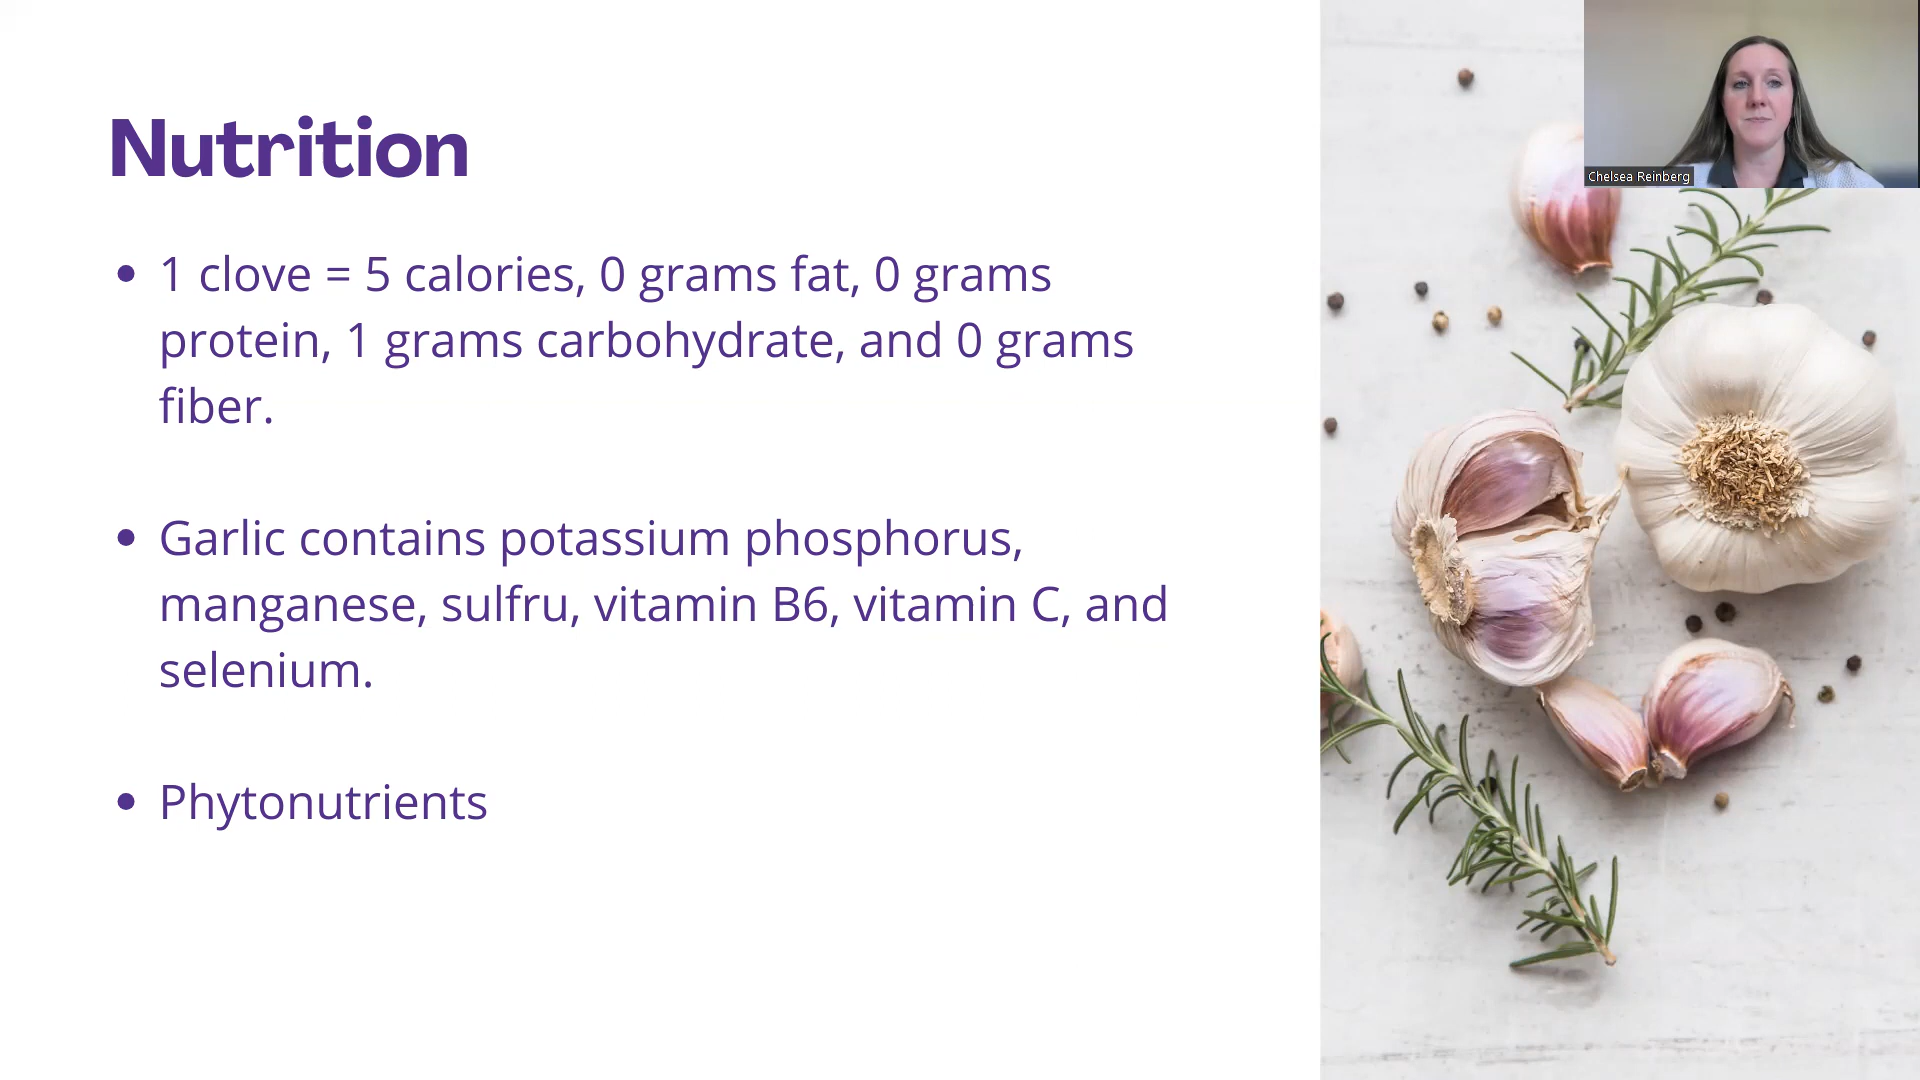 Nutrition
• 1 clove = 5 calories, 0 grams fat, 0 grams
protein, 1 grams carbohydrate, and 0 grams
fiber.
• Garlic contains potassium phosphorus,
manganese, sulfru, vitamin B6, vitamin C, and
selenium.
• Phytonutrients
Chelsea Reinberg